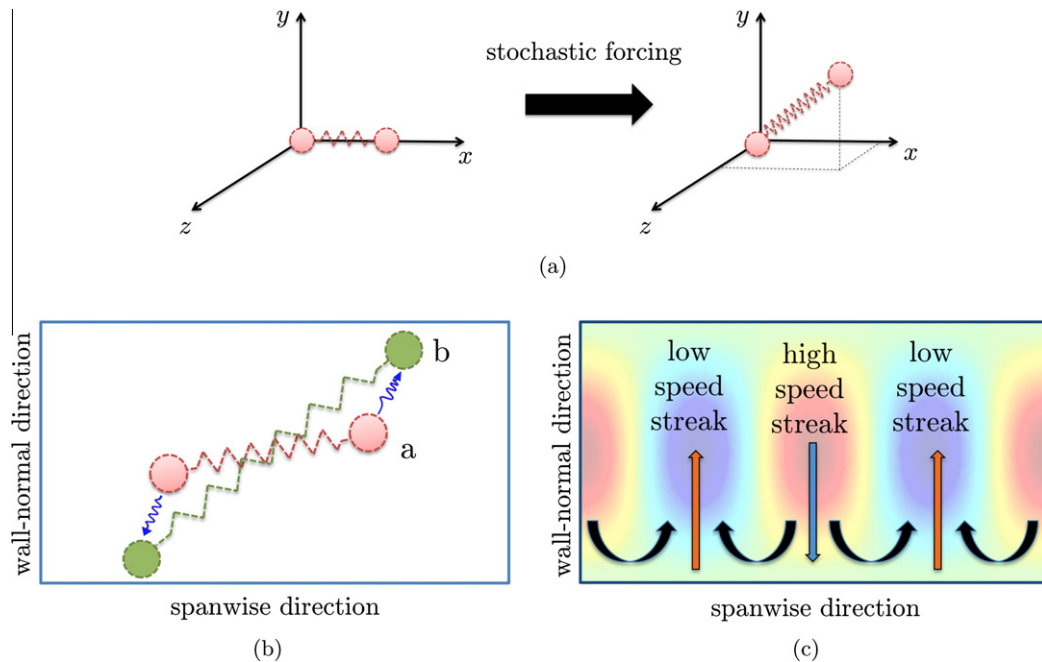 y
x
z
stochastic forcing
y
x
z
(a)
wall-normal direction
b
a
spanwise direction
(b)
wall-normal direction
low
speed
streak
high
speed
streak
low
speed
streak
spanwise direction
(c)